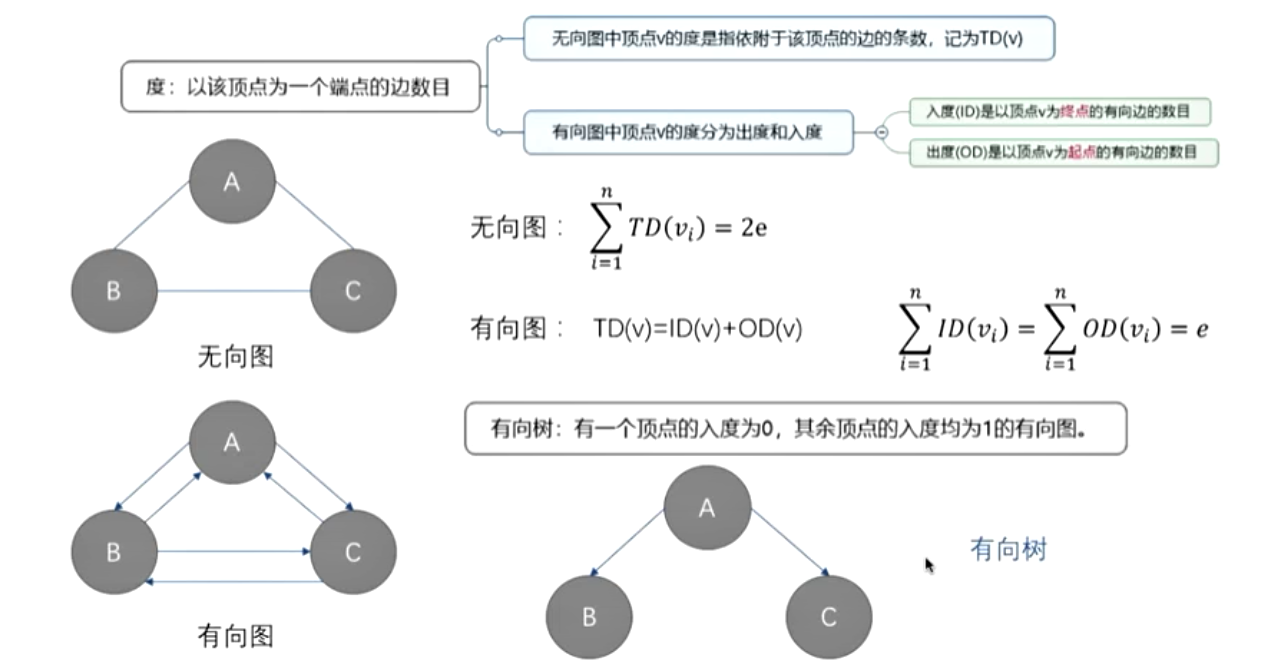 无向图中顶点v的度是指依附于该顶点的边的条数，记为TD(v)
度：以该顶点为一个端点的边数目
有向图中顶点v的度分为出度和入度
入度(ID)是以顶点v为终点的有向边的数目
出度(OD)是以顶点v为起点的有向边的数目
A
B
C
无向图
无向图： \sum_{i=1}^{n} TD(v_i) = 2e
有向图： TD(v)=ID(v)+OD(v) \sum_{i=1}^{n} ID(v_i) = \sum_{i=1}^{n} OD(v_i) = e
A
B
C
有向图
有向树：有一个顶点的入度为0，其余顶点的入度均为1的有向图。
A
B
C
有向树